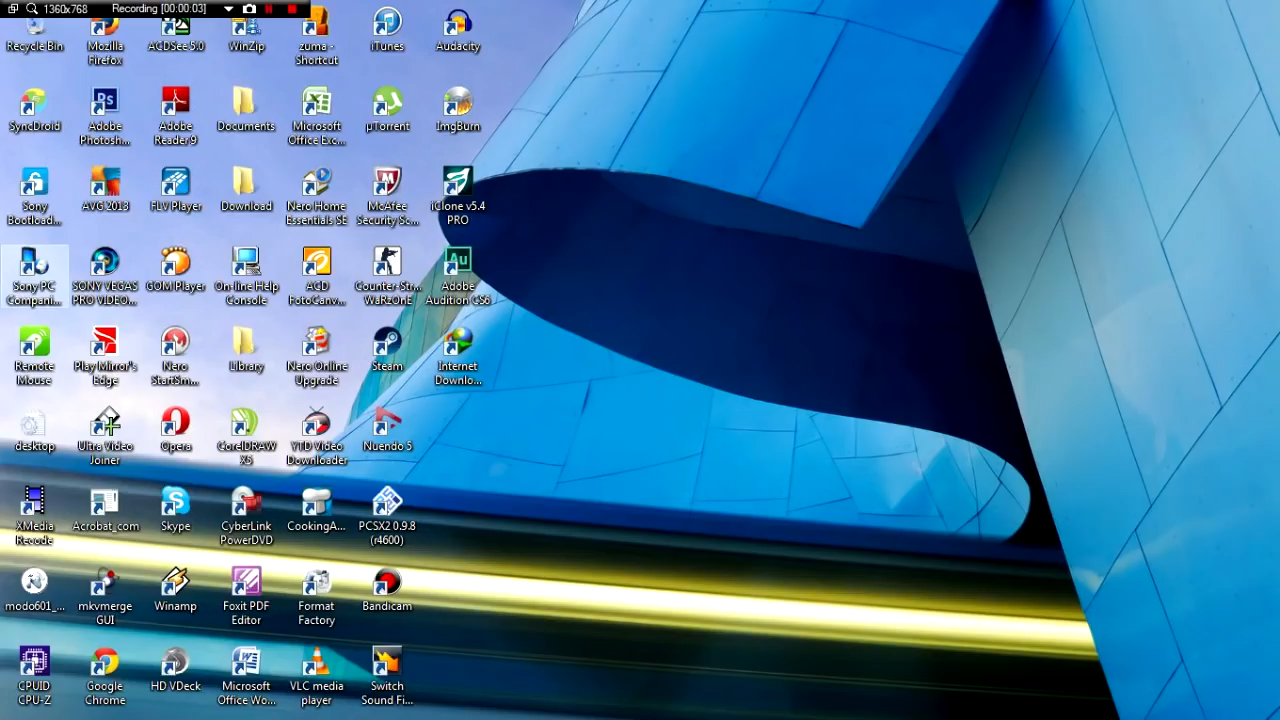 1360x768 Recording [00:00:03]
Recycle Bin
Mozilla
Firefox
ACDSee 5.0
WinZip
zuma -
Shortcut
iTunes
Audacity
SyncDroid
Adobe
Photosh...
Adobe
Reader 9
Documents
Microsoft
Office Exc...
µTorrent
ImgBurn
Sony
Bootload...
AVG 2013
FLV Player
Download
Nero Home
Essentials SE
McAfee
Security Sc...
iClone v5.4
PRO
Sony PC
Compani...
SONY VEGAS
PRO VIDEO...
GOM Player
On-line Help
Console
ACD
FotoCanv...
Counter-Str...
WaRzOnE
Adobe
Audition CS6
Remote
Mouse
Play Mirror's
Edge
Nero
StartSm...
Library
Nero Online
Upgrade
Steam
Internet
Downlo...
desktop
Ultra Video
Joiner
Opera
CorelDRAW
X6
YTD Video
Downloader
Nuendo 5
XMedia
Recode
Acrobat_com
Skype
CyberLink
PowerDVD
CookingA...
PCSX2 0.9.8
(r4600)
modo601_...
mkvmerge
GUI
Winamp
Foxit PDF
Editor
Format
Factory
Bandicam
CPUID
CPU-Z
Google
Chrome
HD VDeck
Microsoft
Office Wo...
VLC media
player
Switch
Sound Fi...